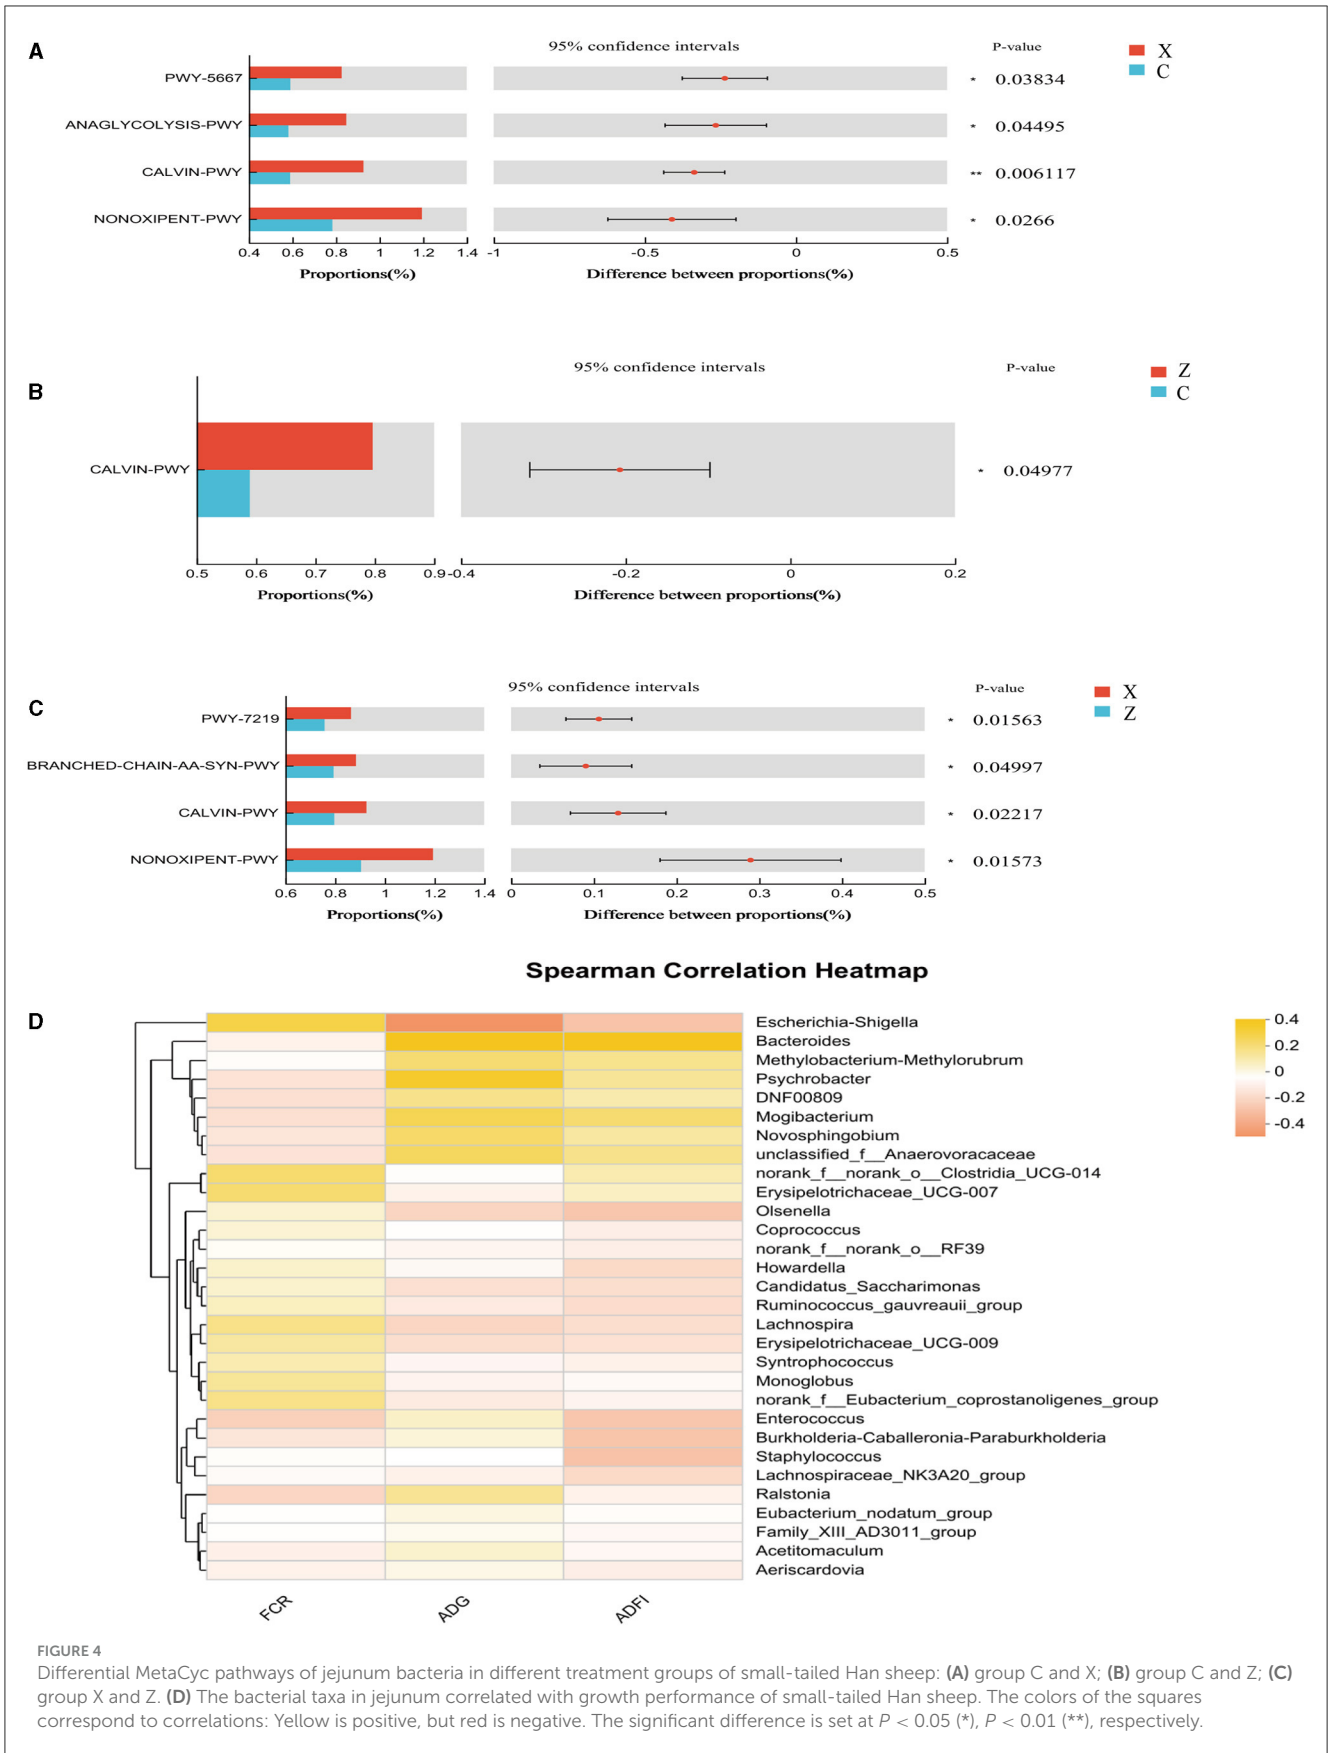 A
95% confidence intervals
P-value
X
C
PWY-5667
* 0.03834
ANAGLYCOLYSIS-PWY
* 0.04495
CALVIN-PWY
** 0.006117
NONOXIPENT-PWY
* 0.0266
0.4 0.6 0.8 1 1.2 1.4 -1 -0.5 0 0.5
Proportions(%)
Difference between proportions(%)
B
95% confidence intervals
P-value
Z
C
CALVIN-PWY
* 0.04977
0.5 0.6 0.7 0.8 0.9 -0.4 -0.2 0 0.2
Proportions(%)
Difference between proportions(%)
C
95% confidence intervals
P-value
X
Z
PWY-7219
* 0.01563
BRANCHED-CHAIN-AA-SYN-PWY
* 0.04997
CALVIN-PWY
* 0.02217
NONOXIPENT-PWY
* 0.01573
0.6 0.8 1 1.2 1.4 0 0.1 0.2 0.3 0.4 0.5
Proportions(%)
Difference between proportions(%)
Spearman Correlation Heatmap
D
Escherichia-Shigella
Bacteroides
Methylobacterium-Methylorubrum
Psychrobacter
DNF00809
Mogibacterium
Novosphingobium
unclassified_f__Anaerovoracaceae
norank_f__norank_o__Clostridia_UCG-014
Erysipelotrichaceae_UCG-007
Olsenella
Coprococcus
norank_f__norank_o__RF39
Howardella
Candidatus_Saccharimonas
Ruminococcus_gauvreauii_group
Lachnospira
Erysipelotrichaceae_UCG-009
Syntrophococcus
Monoglobus
norank_f__Eubacterium_coprostanoligenes_group
Enterococcus
Burkholderia-Caballeronia-Paraburkholderia
Staphylococcus
Lachnospiraceae_NK3A20_group
Ralstonia
Eubacterium_nodatum_group
Family_XIII_AD3011_group
Acetitomaculum
Aeriscardovia
0.4
0.2
0
-0.2
-0.4
FCR
ADG
ADFI
FIGURE 4
Differential MetaCyc pathways of jejunum bacteria in different treatment groups of small-tailed Han sheep: (A) group C and X; (B) group C and Z; (C)
group X and Z. (D) The bacterial taxa in jejunum correlated with growth performance of small-tailed Han sheep. The colors of the squares
correspond to correlations: Yellow is positive, but red is negative. The significant difference is set at P < 0.05 (*), P < 0.01 (**), respectively.